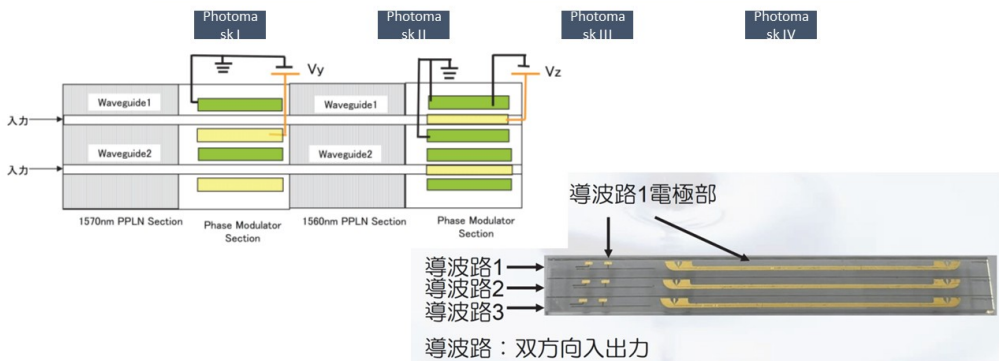 Photoma
sk I
Photoma
sk II
Photoma
sk III
Photoma
sk IV
Vy
Vz
Waveguide1
Waveguide1
入力
Waveguide2
Waveguide2
入力
1570nm PPLN Section
Phase Modulator
Section
1560nm PPLN Section
Phase Modulator
Section
導波路1電極部
導波路1
導波路2
導波路3
導波路：双方向入出力